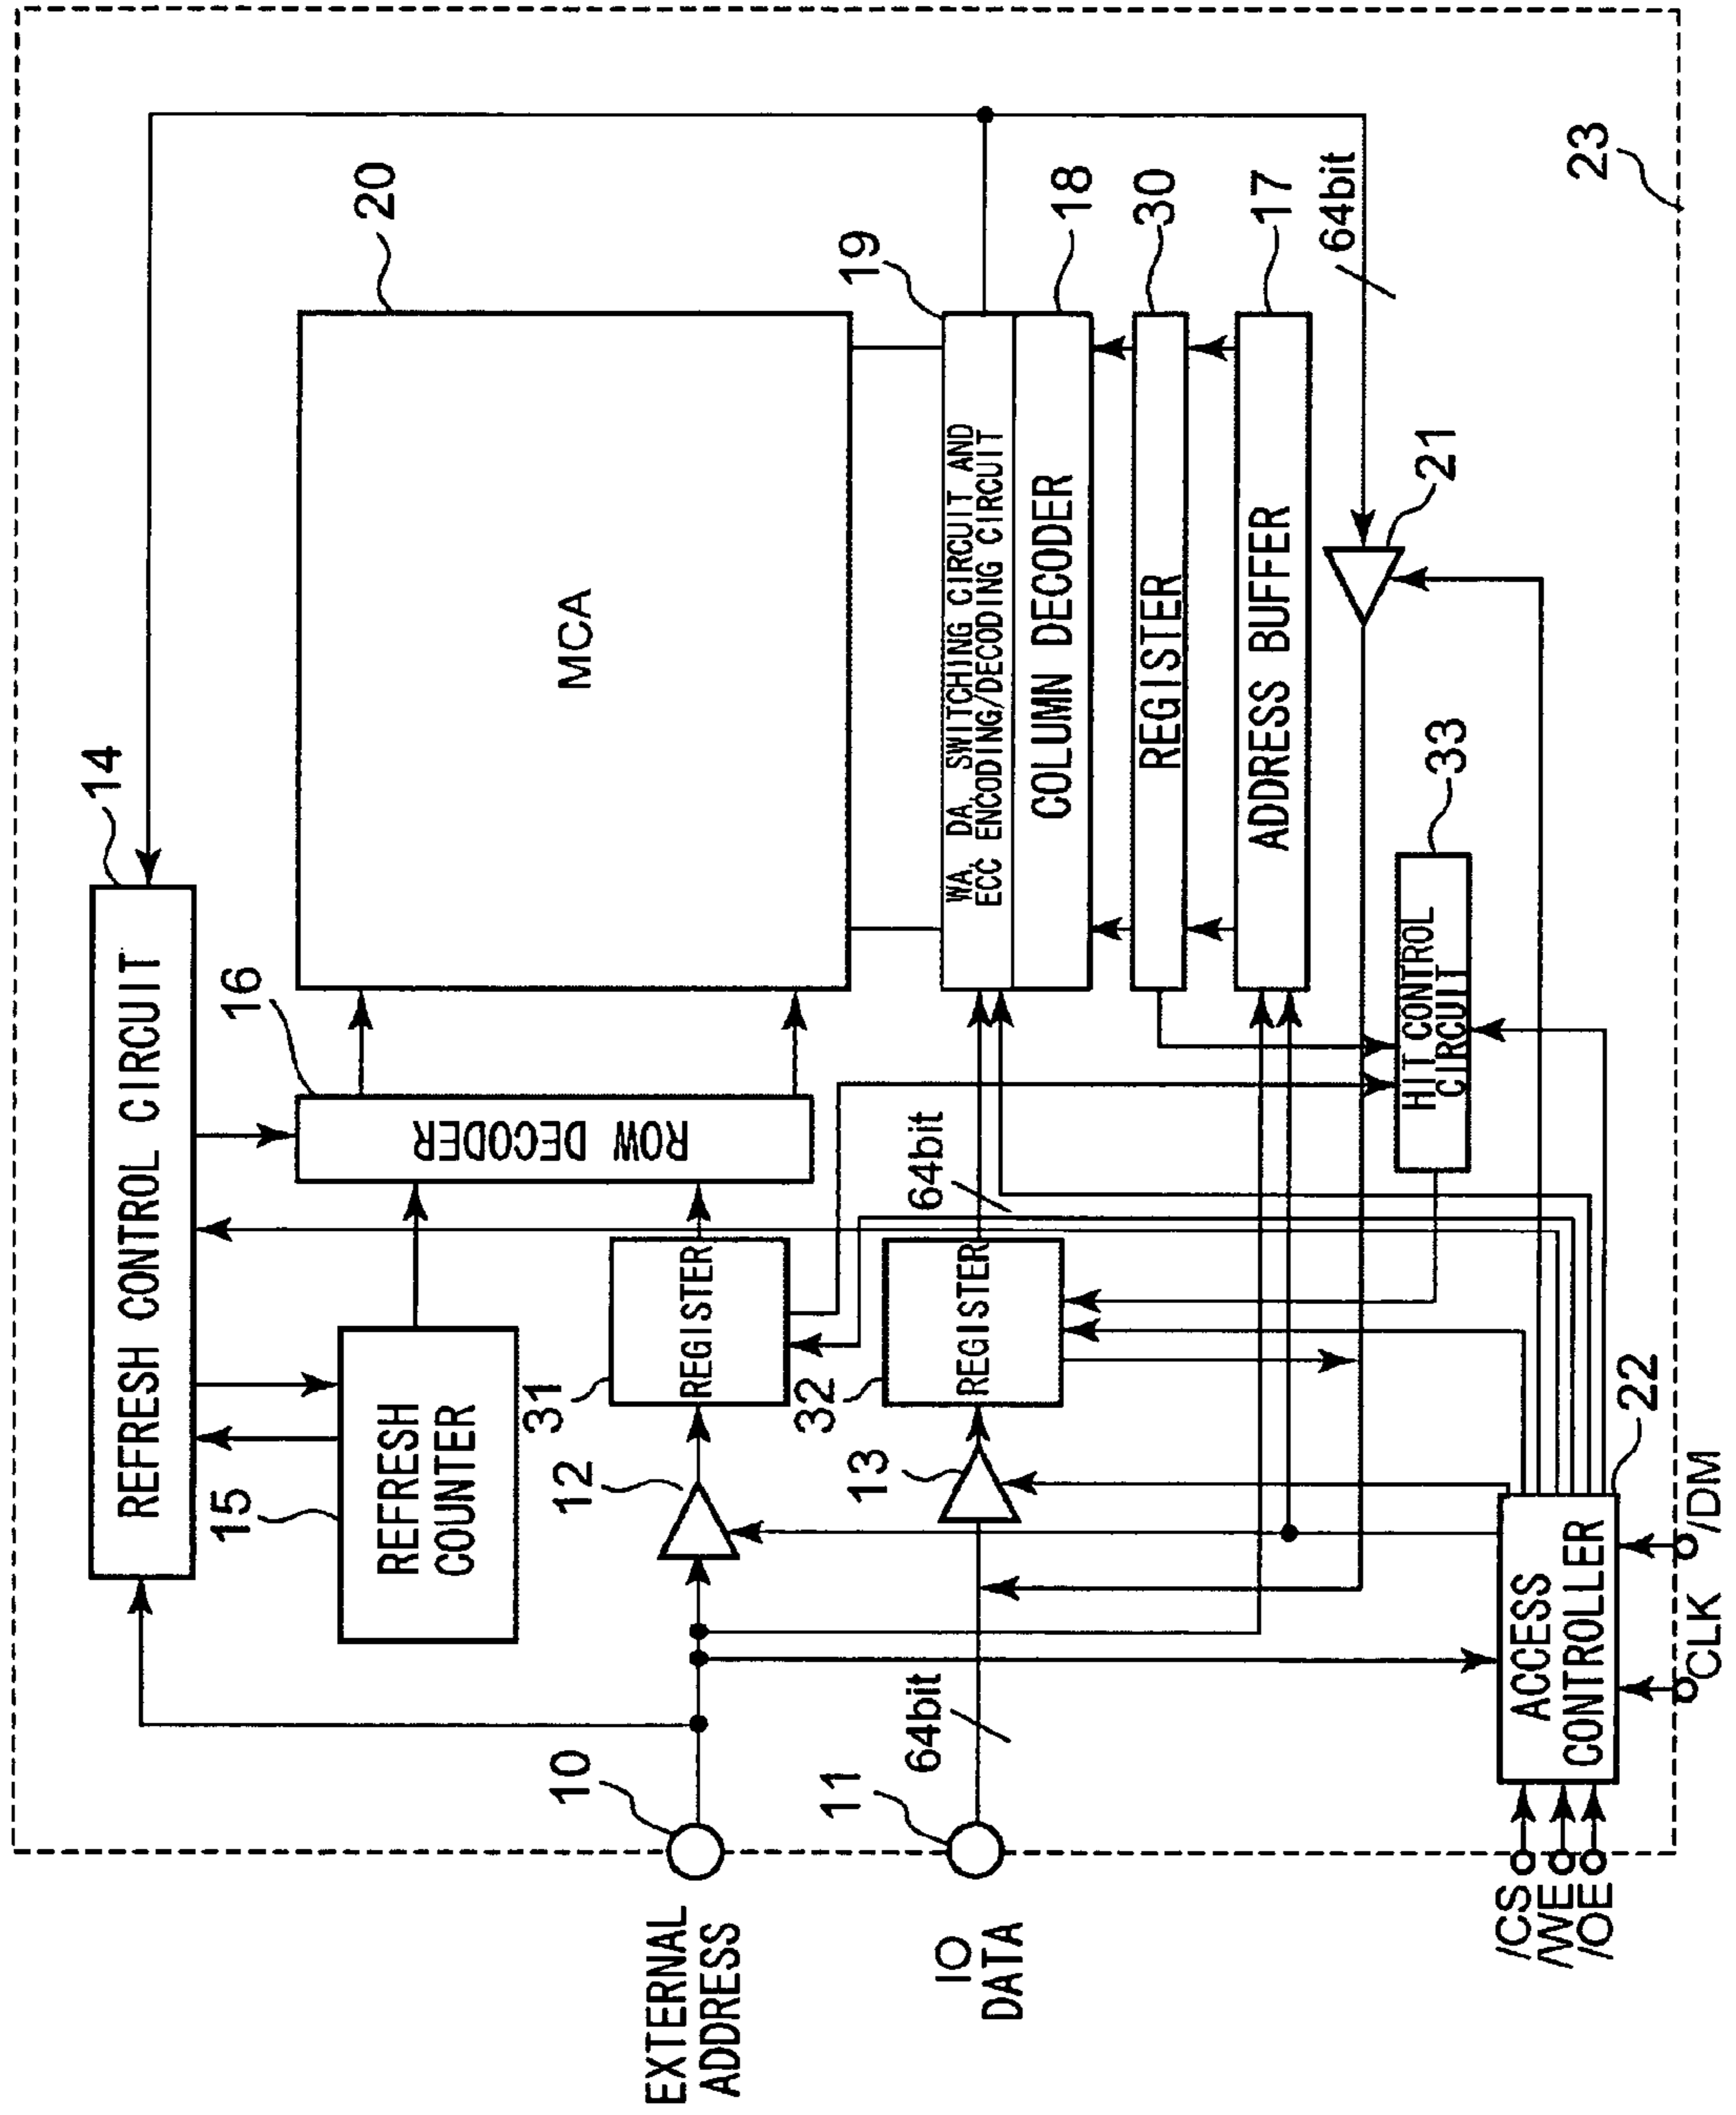 14
REFRESH CONTROL CIRCUIT
15
REFRESH
COUNTER
16
ROW DECODER
20
MCA
EXTERNAL
ADDRESS
10
12
31
REGISTER
IO
DATA
11
64bit
13
32
REGISTER
64bit
19
WA, DA, SWITCHING CIRCUIT AND
ECC ENCODING/DECODING CIRCUIT
18
COLUMN DECODER
30
REGISTER
17
ADDRESS BUFFER
64bit
21
33
HIT CONTROL
CIRCUIT
22
ACCESS
CONTROLLER
/CS
/WE
/OE
CLK
/DM
23